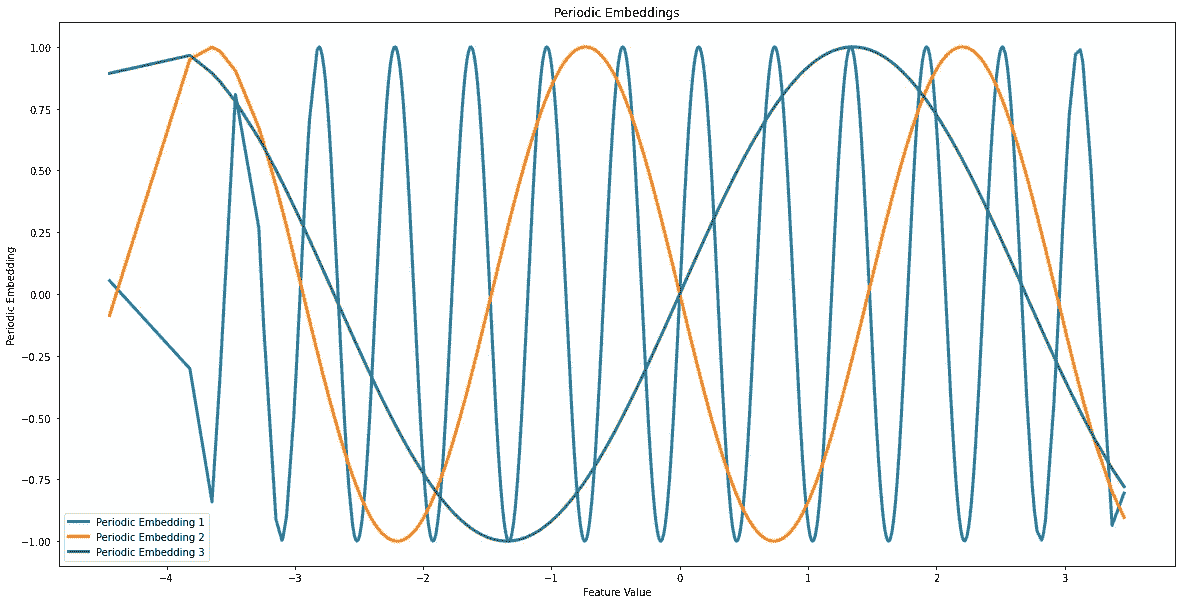 Periodic Embeddings
1.00
0.75
0.50
0.25
0.00
−0.25
−0.50
−0.75
−1.00
Periodic Embedding
Periodic Embedding 1
Periodic Embedding 2
Periodic Embedding 3
−4 −3 −2 −1 0 1 2 3
Feature Value